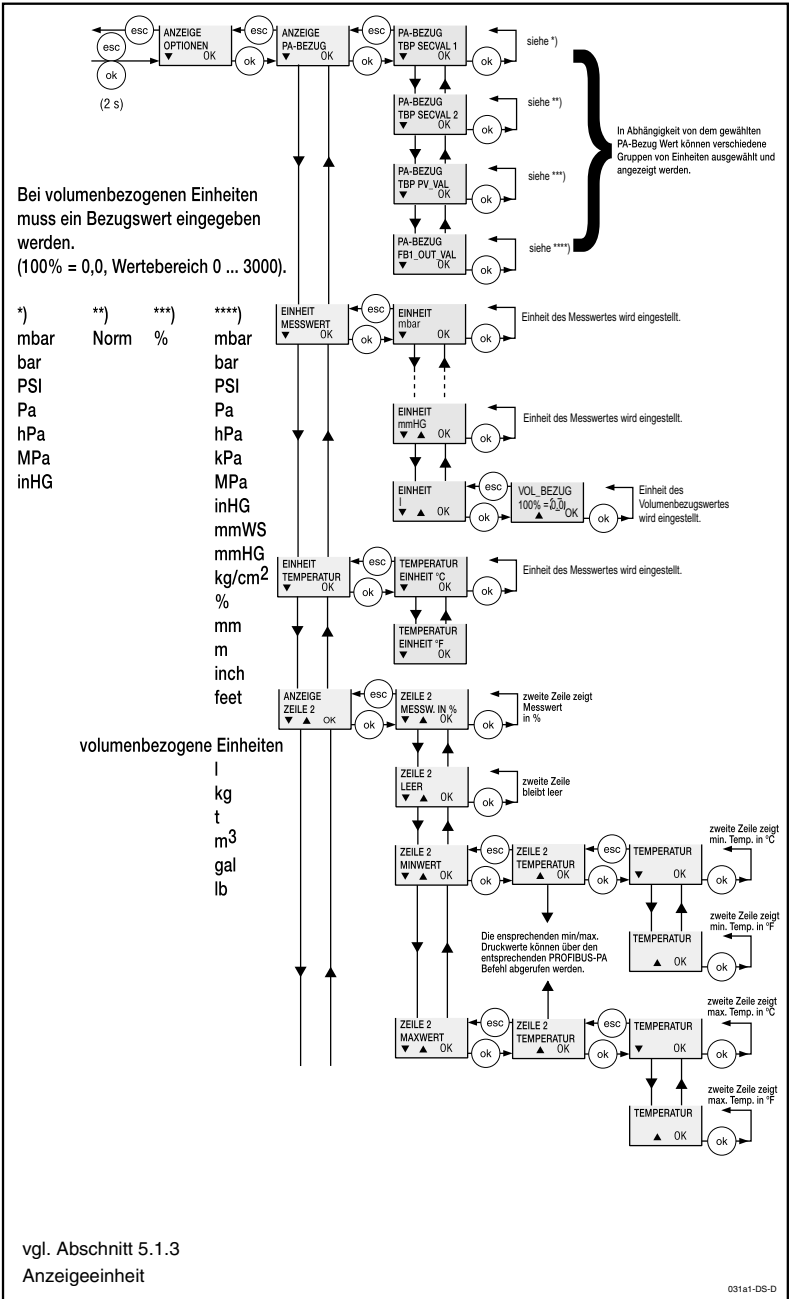 esc
ok
(2 s)
esc
ANZEIGE
OPTIONEN
▼ OK
ok
esc
ANZEIGE
PA-BEZUG
▼ OK
ok
esc
PA-BEZUG
TBP SECVAL 1
▼ OK
ok
siehe *)
PA-BEZUG
TBP SECVAL 2
▼ OK
ok
siehe **)
PA-BEZUG
TBP PV_VAL
▼ OK
ok
siehe ***)
PA-BEZUG
FB1_OUT_VAL
▼ OK
ok
siehe ****)
In Abhängigkeit von dem gewählten
PA-Bezug Wert können verschiedene
Gruppen von Einheiten ausgewählt und
angezeigt werden.
Bei volumenbezogenen Einheiten
muss ein Bezugswert eingegeben
werden.
(100% = 0,0, Wertebereich 0 ... 3000).
*) **) ***) ****)
mbar Norm % mbar
bar bar
PSI PSI
Pa Pa
hPa hPa
MPa kPa
inHG MPa
inHG
mmWS
mmHG
kg/cm2
%
mm
m
inch
feet
volumenbezogene Einheiten
l
kg
t
m3
gal
lb
EINHEIT
MESSWERT
▼ OK
esc
ok
EINHEIT
mbar
▼ OK
ok
Einheit des Messwertes wird eingestellt.
EINHEIT
mmHG
▼ ▲ OK
ok
Einheit des Messwertes wird eingestellt.
EINHEIT
l
▼ ▲ OK
esc
ok
VOL_BEZUG
100% = 0,0l
▲ OK
ok
Einheit des
Volumenbezugswertes
wird eingestellt.
EINHEIT
TEMPERATUR
▼ OK
esc
ok
TEMPERATUR
EINHEIT °C
▼ OK
ok
Einheit des Messwertes wird eingestellt.
TEMPERATUR
EINHEIT °F
▼ OK
ANZEIGE
ZEILE 2
▼ ▲ OK
esc
ok
ZEILE 2
MESSW. IN %
▼ ▲ OK
ok
zweite Zeile zeigt
Messwert
in %
ZEILE 2
LEER
▼ ▲ OK
ok
zweite Zeile
bleibt leer
ZEILE 2
MINWERT
▼ ▲ OK
esc
ok
ZEILE 2
TEMPERATUR
▲ OK
esc
ok
TEMPERATUR
▼ OK
ok
zweite Zeile zeigt
min. Temp. in °C
TEMPERATUR
▲ OK
ok
zweite Zeile zeigt
min. Temp. in °F
Die ensprechenden min/max.
Druckwerte können über den
entsprechenden PROFIBUS-PA
Befehl abgerufen werden.
ZEILE 2
MAXWERT
▼ ▲ OK
esc
ok
ZEILE 2
TEMPERATUR
▲ OK
esc
ok
TEMPERATUR
▼ OK
ok
zweite Zeile zeigt
max. Temp. in °C
TEMPERATUR
▲ OK
ok
zweite Zeile zeigt
max. Temp. in °F
vgl. Abschnitt 5.1.3
Anzeigeeinheit
031a1-DS-D